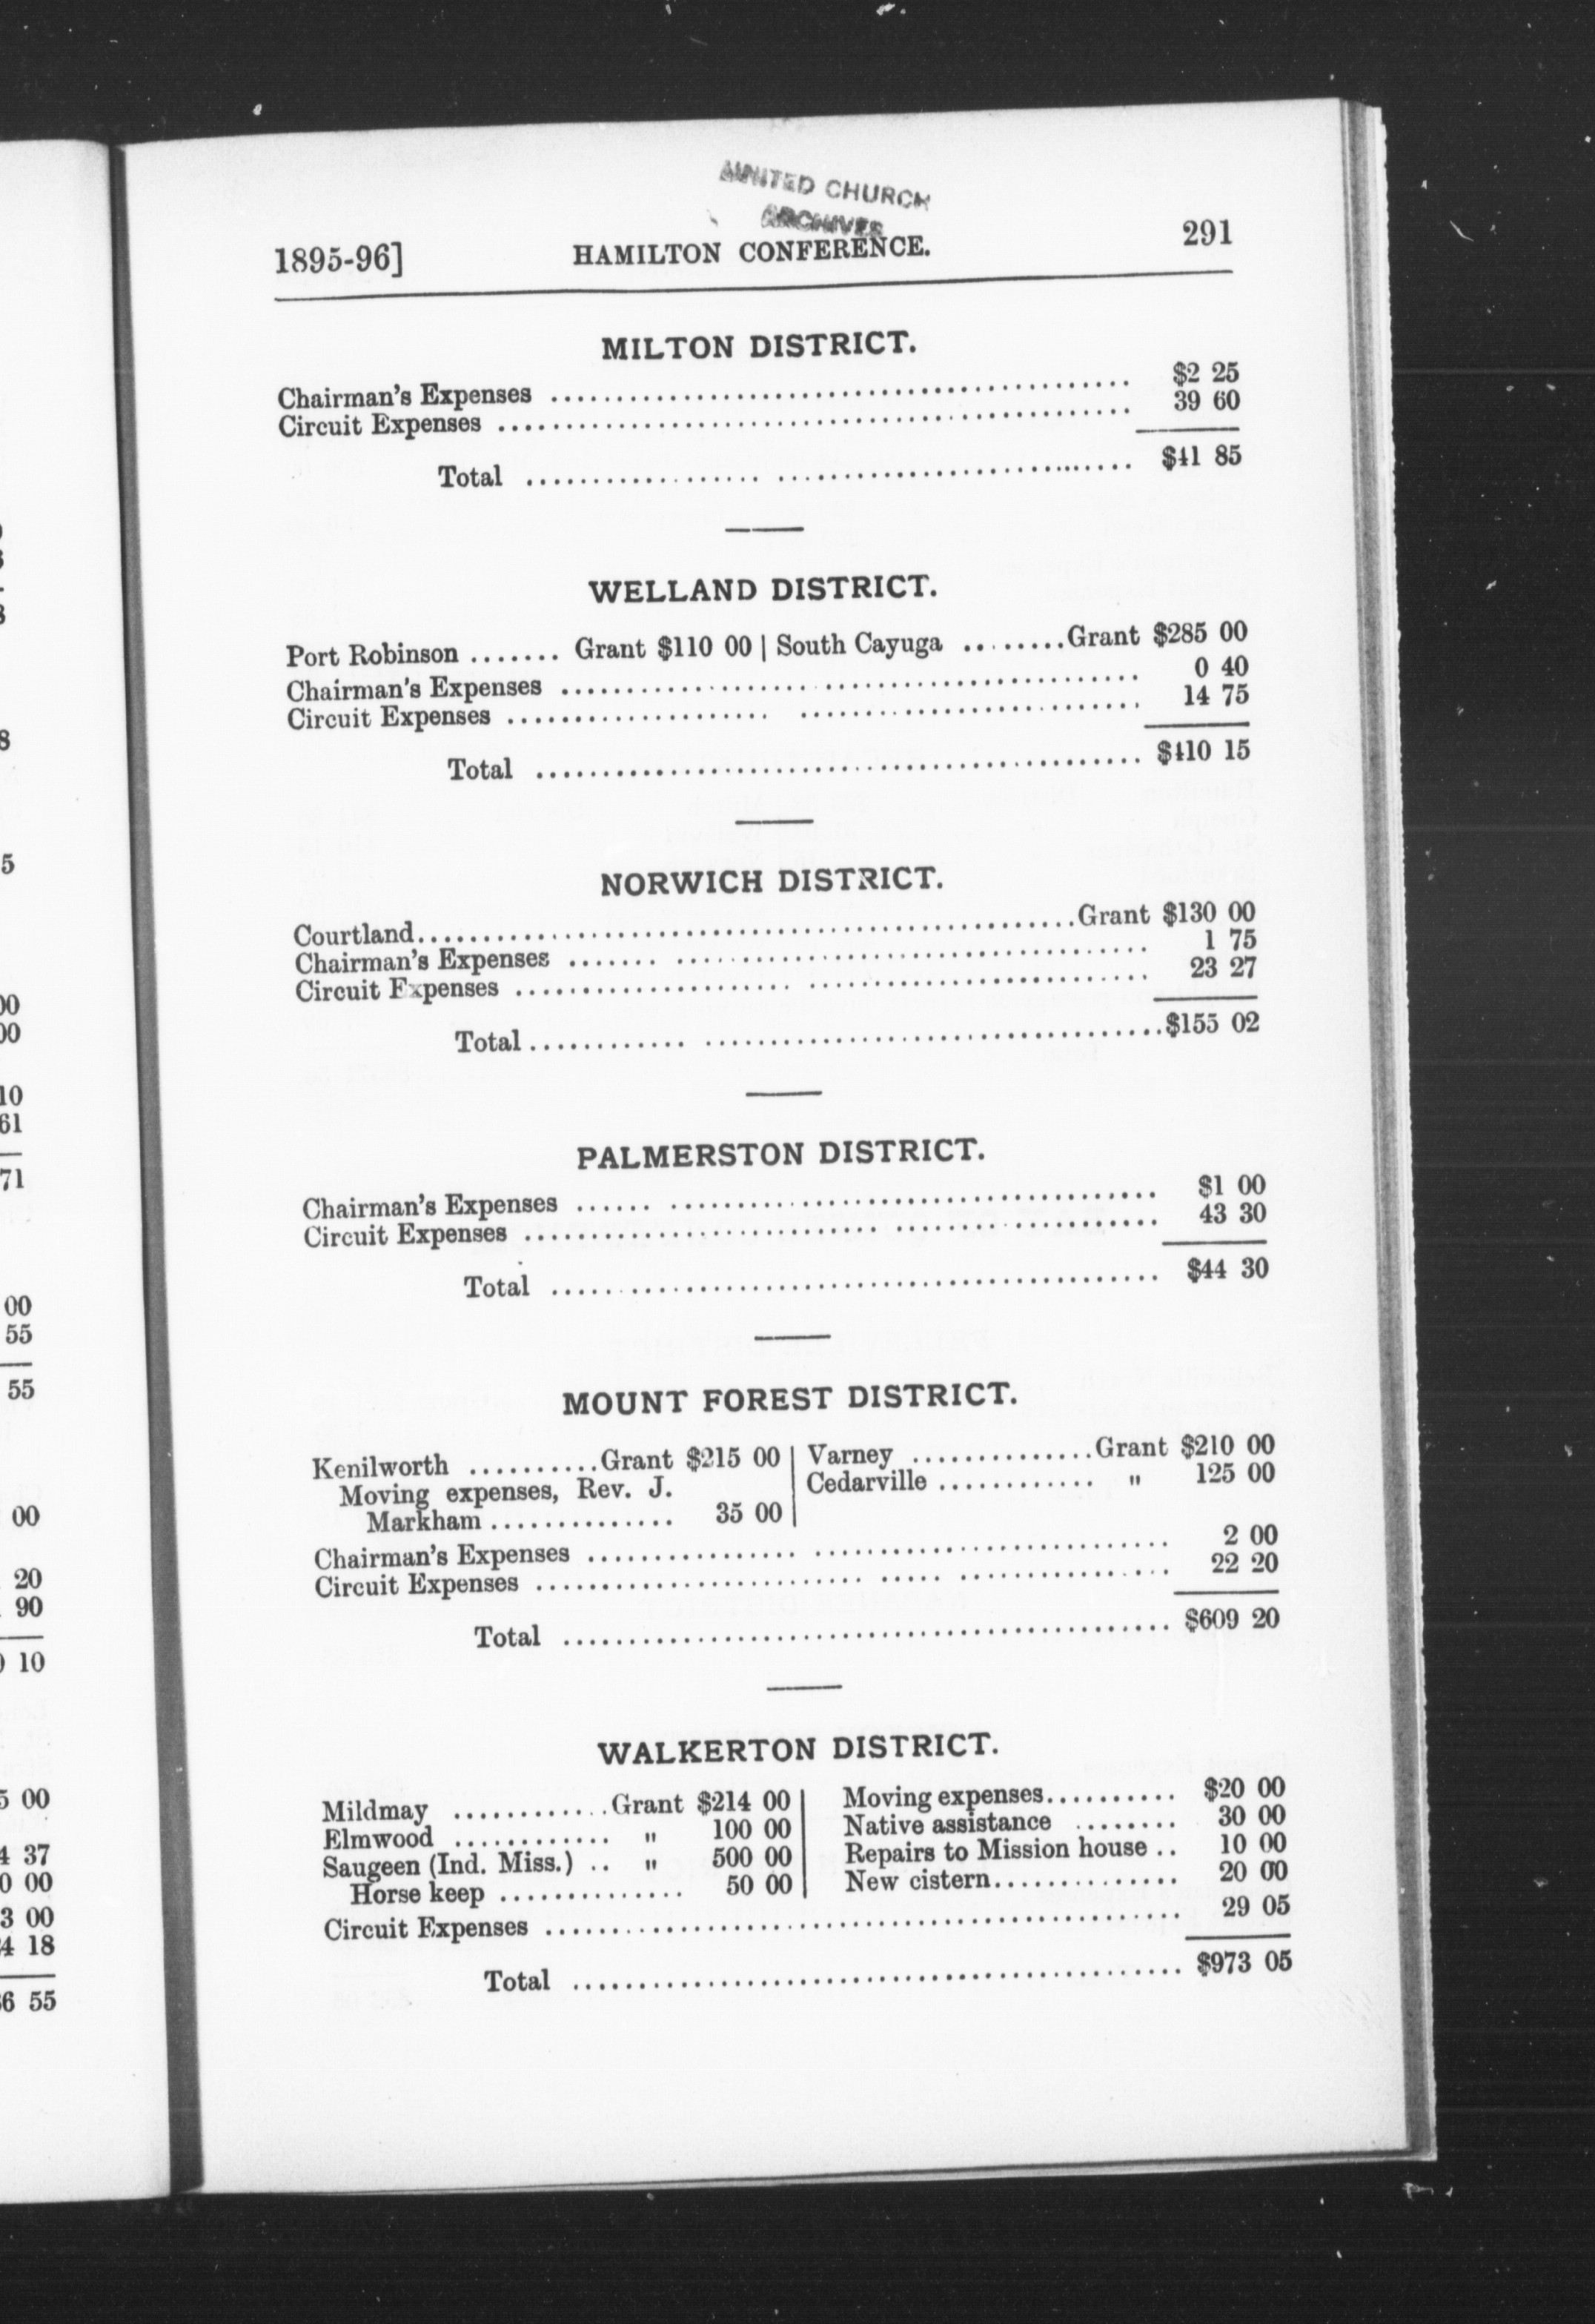 UNITED CHURCH
ARCHIVES
1895-96] HAMILTON CONFERENCE. 291
MILTON DISTRICT.
Chairman's Expenses ........................................ $2 25
Circuit Expenses ........................................ 39 60
Total ........................................ $41 85
WELLAND DISTRICT.
Port Robinson ....... Grant $110 00 | South Cayuga ........ Grant $285 00
Chairman's Expenses ........................................ 0 40
Circuit Expenses ........................................ 14 75
Total ........................................ $410 15
NORWICH DISTRICT.
Courtland........................................Grant $130 00
Chairman's Expenses ........................................ 1 75
Circuit Expenses ........................................ 23 27
Total ........................................$155 02
PALMERSTON DISTRICT.
Chairman's Expenses ........................................ $1 00
Circuit Expenses ........................................ 43 30
Total ........................................ $44 30
MOUNT FOREST DISTRICT.
Kenilworth ..........Grant $215 00
Moving expenses, Rev. J.
Markham .............. 35 00
Varney ..............Grant $210 00
Cedarville ............ " 125 00
Chairman's Expenses ........................................ 2 00
Circuit Expenses ........................................ 22 20
Total ........................................ $609 20
WALKERTON DISTRICT.
Mildmay ............Grant $214 00
Elmwood ............ " 100 00
Saugeen (Ind. Miss.) .. " 500 00
Horse keep .............. 50 00
Moving expenses.......... $20 00
Native assistance ........ 30 00
Repairs to Mission house .. 10 00
New cistern.............. 20 00
Circuit Expenses ........................................ 29 05
Total ........................................ $973 05